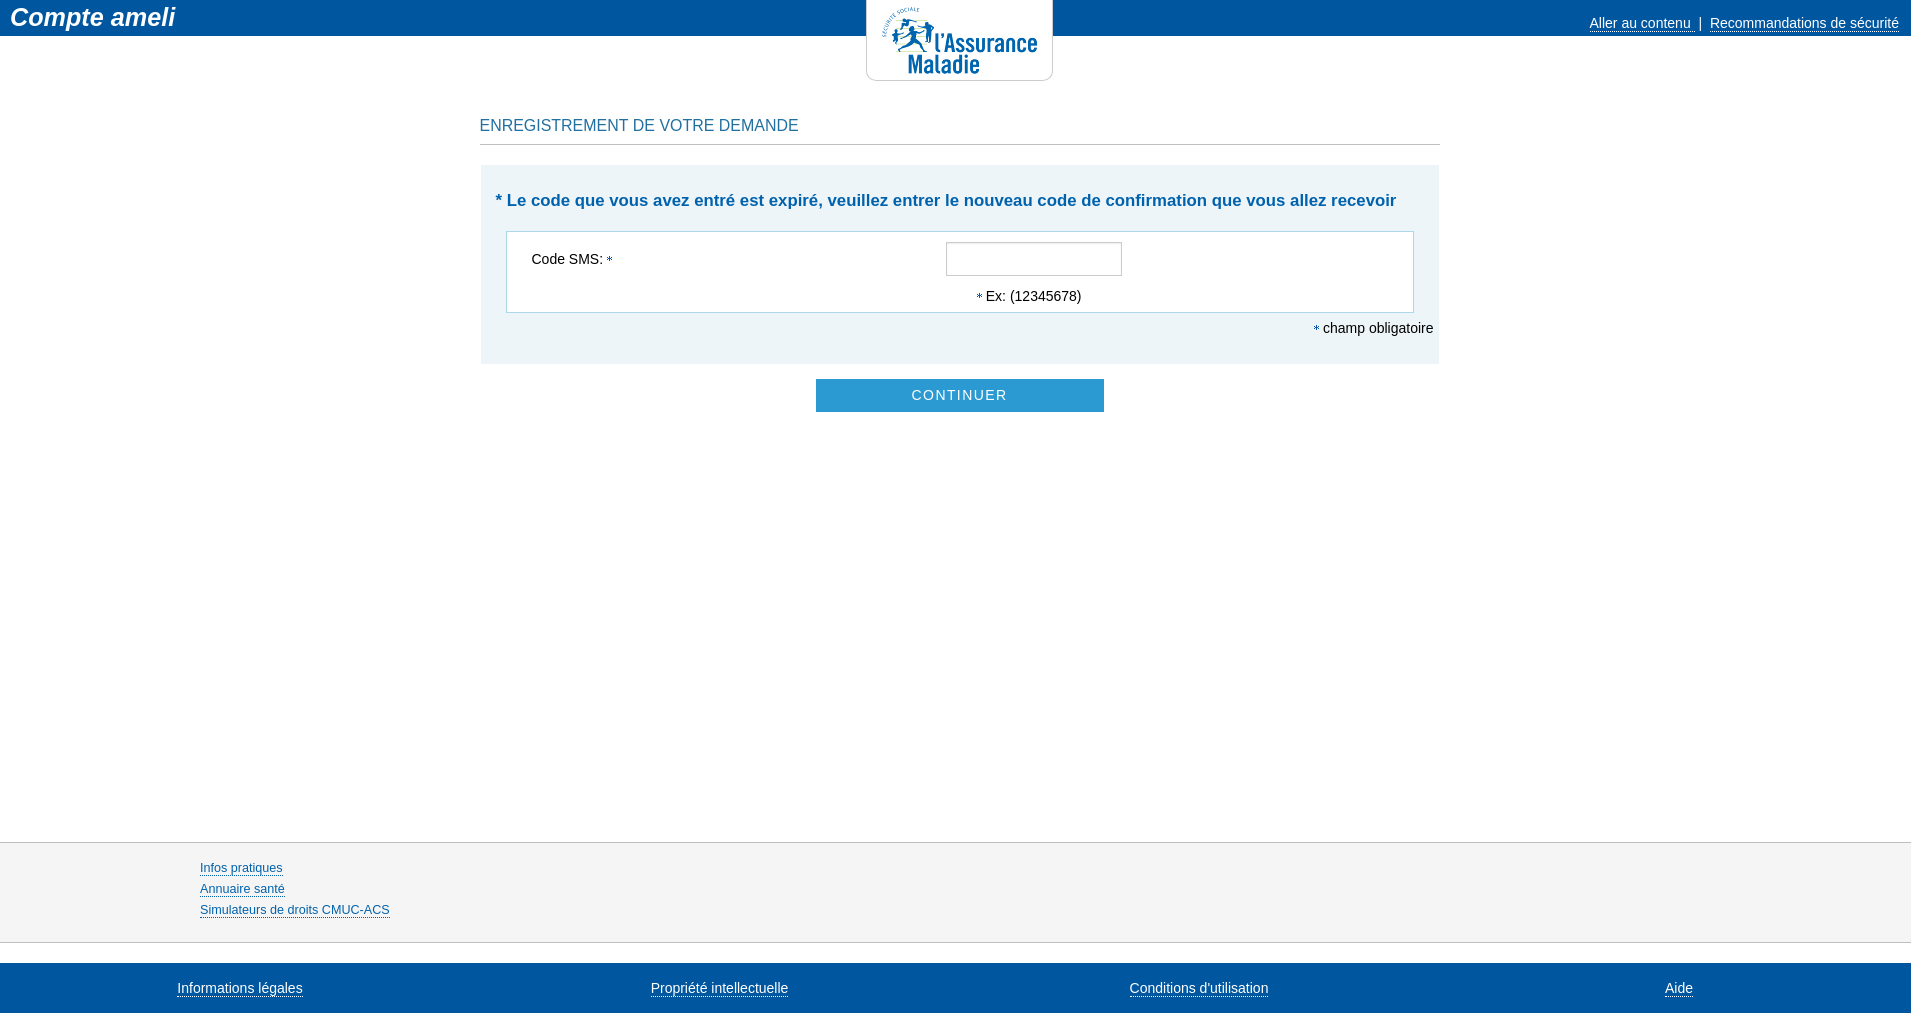 Compte ameli
Aller au contenu | Recommandations de sécurité
SÉCURITÉ SOCIALE
l'Assurance
Maladie
ENREGISTREMENT DE VOTRE DEMANDE
* Le code que vous avez entré est expiré, veuillez entrer le nouveau code de confirmation que vous allez recevoir
Code SMS: *
* Ex: (12345678)
* champ obligatoire
CONTINUER
Infos pratiques
Annuaire santé
Simulateurs de droits CMUC-ACS
Informations légales Propriété intellectuelle Conditions d'utilisation Aide